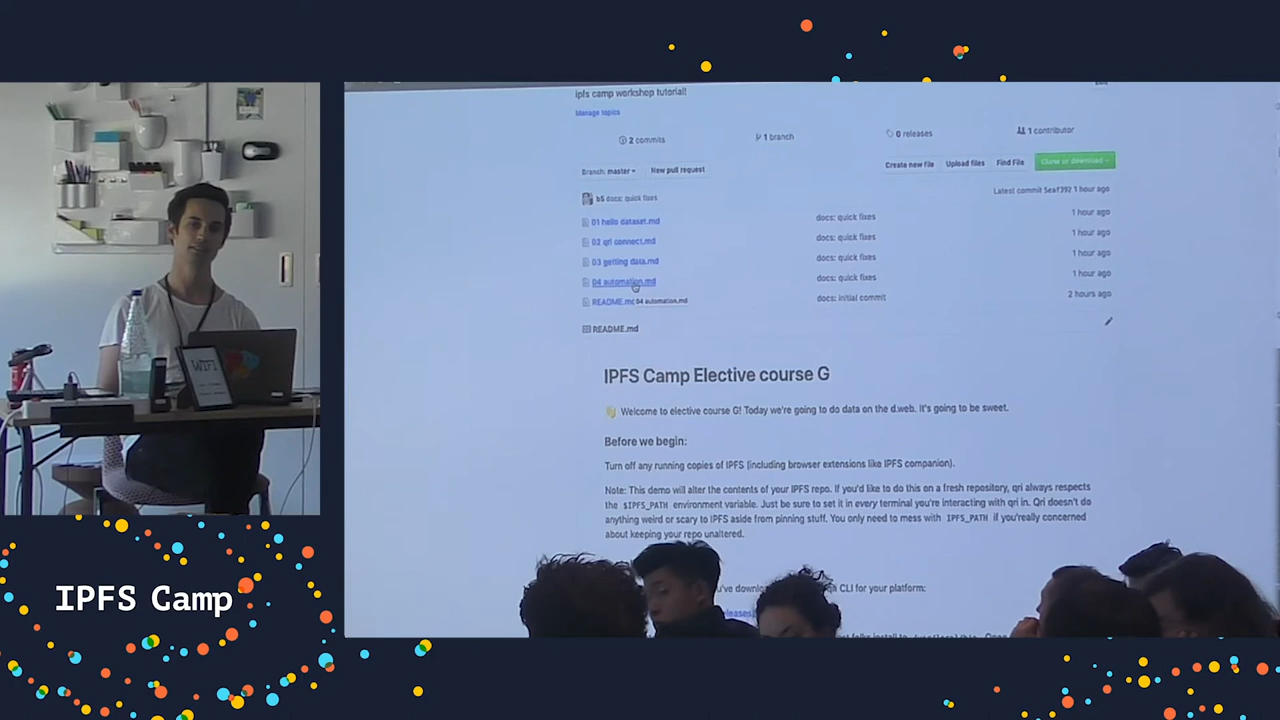 ipfs camp workshop tutorial!
Manage topics
2 commits
1 branch
0 releases
1 contributor
Branch: master
New pull request
Create new file
Upload files
Find File
Clone or download
b5 docs: quick fixes
Latest commit 5eaf392 1 hour ago
01 hello dataset.md docs: quick fixes 1 hour ago
02 qri connect.md docs: quick fixes 1 hour ago
03 getting data.md docs: quick fixes 1 hour ago
04 automation.md docs: quick fixes 1 hour ago
README.md 04 automation.md docs: initial commit 2 hours ago
README.md
IPFS Camp Elective course G
Welcome to elective course G! Today we're going to do data on the d.web. It's going to be sweet.
Before we begin:
Turn off any running copies of IPFS (including browser extensions like IPFS companion).
Note: This demo will alter the contents of your IPFS repo. If you'd like to do this on a fresh repository, qri always respects
the $IPFS_PATH environment variable. Just be sure to set it in every terminal you're interacting with qri in. Qri doesn't do
anything weird or scary to IPFS aside from pinning stuff. You only need to mess with IPFS_PATH if you're really concerned
about keeping your repo unaltered.
CLI for your platform:
WIFI
IPFS Camp